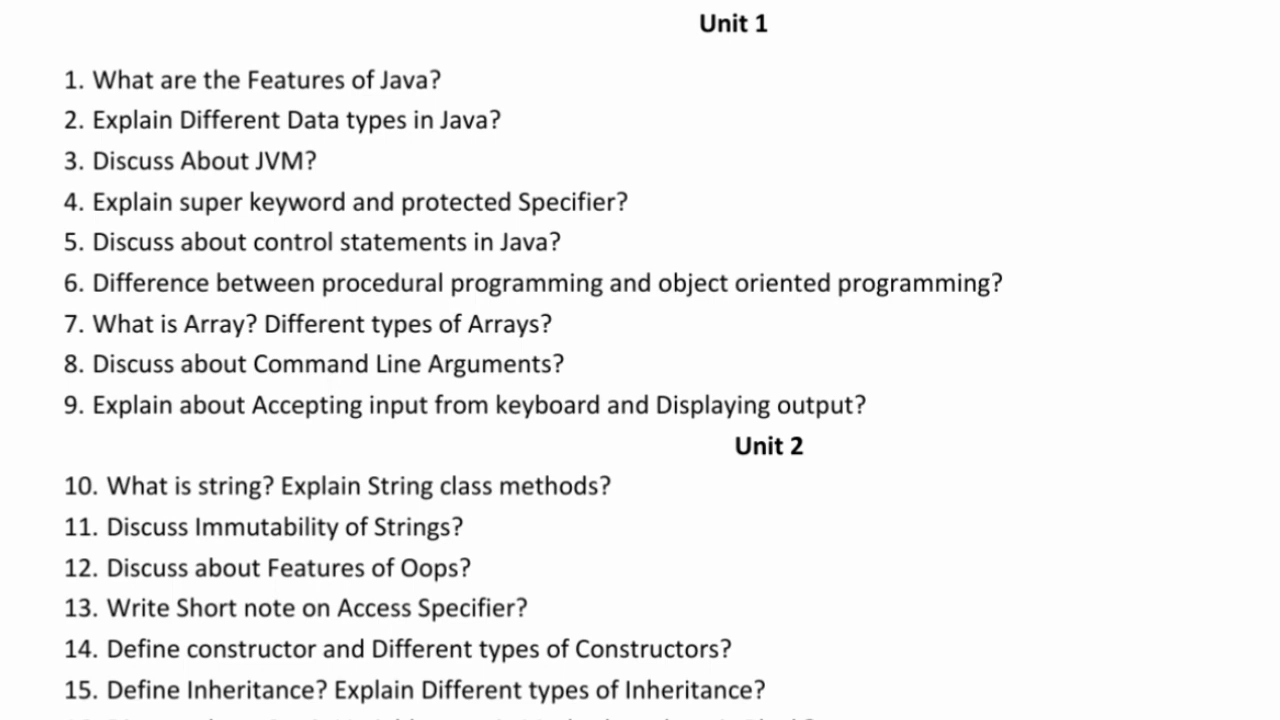 Unit 1
1. What are the Features of Java?
2. Explain Different Data types in Java?
3. Discuss About JVM?
4. Explain super keyword and protected Specifier?
5. Discuss about control statements in Java?
6. Difference between procedural programming and object oriented programming?
7. What is Array? Different types of Arrays?
8. Discuss about Command Line Arguments?
9. Explain about Accepting input from keyboard and Displaying output?
Unit 2
10. What is string? Explain String class methods?
11. Discuss Immutability of Strings?
12. Discuss about Features of Oops?
13. Write Short note on Access Specifier?
14. Define constructor and Different types of Constructors?
15. Define Inheritance? Explain Different types of Inheritance?